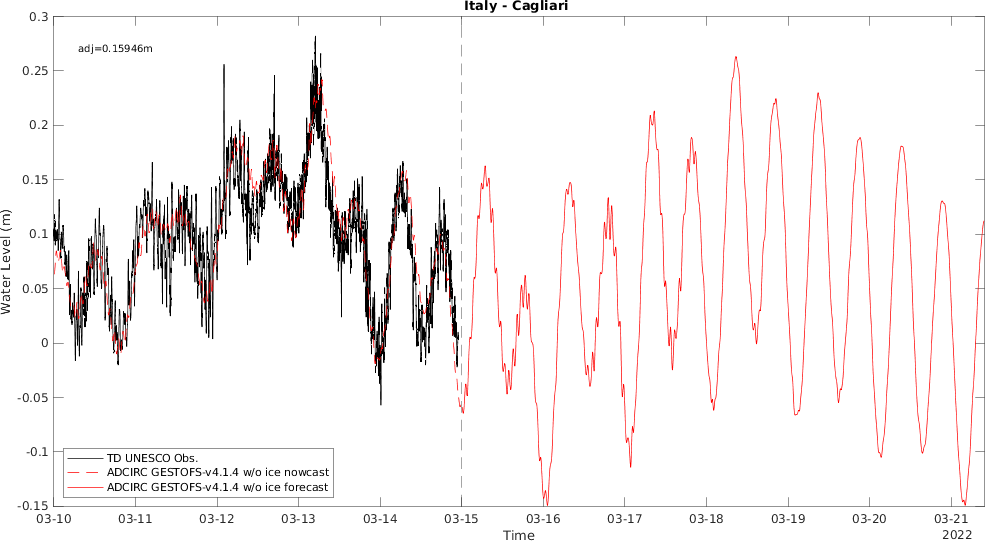 Italy - Cagliari
adj=0.15946m
Water Level (m)
0.3
0.25
0.2
0.15
0.1
0.05
0
-0.05
-0.1
-0.15
TD UNESCO Obs.
ADCIRC GESTOFS-v4.1.4 w/o ice nowcast
ADCIRC GESTOFS-v4.1.4 w/o ice forecast
03-10 03-11 03-12 03-13 03-14 03-15 03-16 03-17 03-18 03-19 03-20 03-21
Time
2022